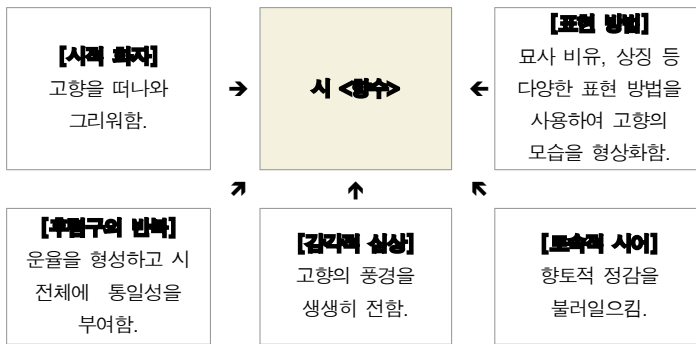 [시적 화자]
고향을 떠나와
그리워함.
시 <향수>
[표현 방법]
묘사 비유, 상징 등
다양한 표현 방법을
사용하여 고향의
모습을 형상화함.
[후렴구의 반복]
운율을 형성하고 시
전체에 통일성을
부여함.
[감각적 심상]
고향의 풍경을
생생히 전함.
[토속적 시어]
향토적 정감을
불러일으킴.